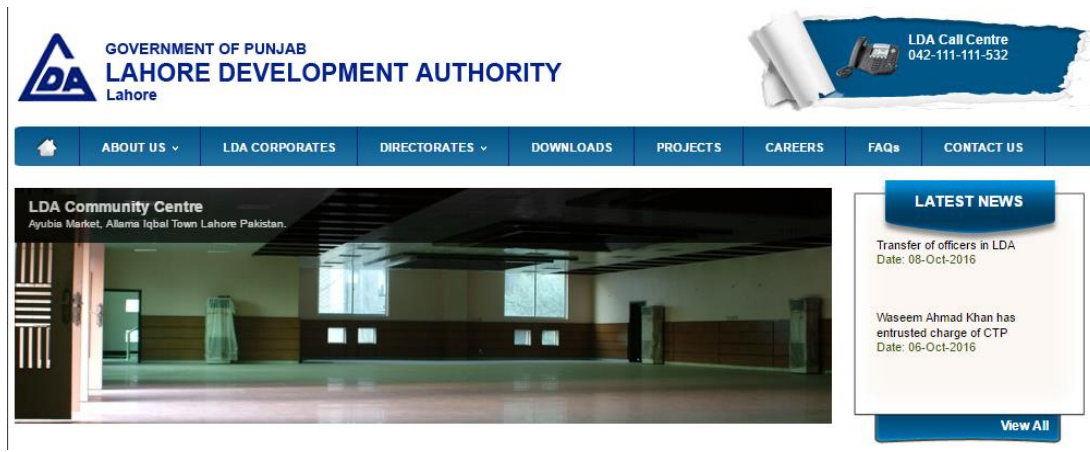 LDA
GOVERNMENT OF PUNJAB
LAHORE DEVELOPMENT AUTHORITY
Lahore
LDA Call Centre
042-111-111-532
ABOUT US
LDA CORPORATES
DIRECTORATES
DOWNLOADS
PROJECTS
CAREERS
FAQs
CONTACT US
LDA Community Centre
Ayubia Market, Allama Iqbal Town Lahore Pakistan.
LATEST NEWS
Transfer of officers in LDA
Date: 08-Oct-2016
Waseem Ahmad Khan has
entrusted charge of CTP
Date: 06-Oct-2016
View All